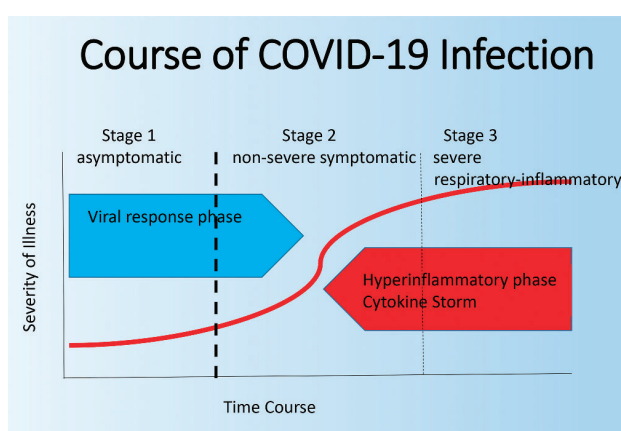 Course of COVID-19 Infection
Stage 1
asymptomatic
Stage 2
non-severe symptomatic
Stage 3
severe
respiratory-inflammatory
Viral response phase
Hyperinflammatory phase
Cytokine Storm
Severity of Illness
Time Course